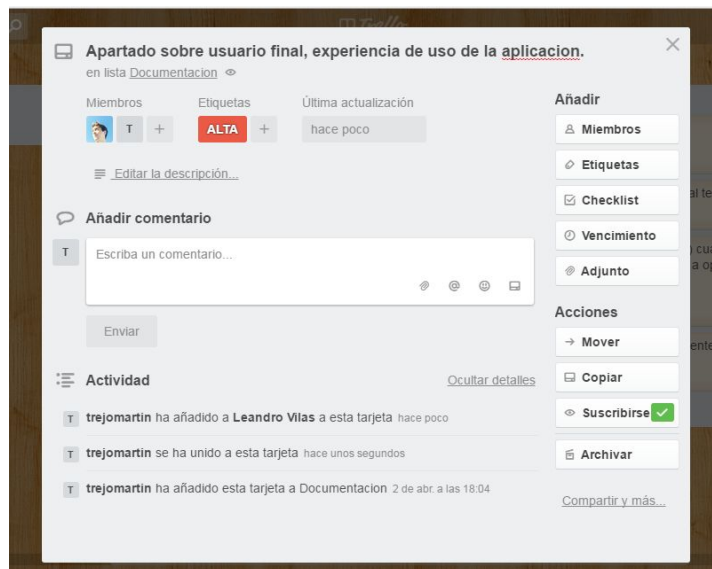 Trello
Apartado sobre usuario final, experiencia de uso de la aplicacion.
en lista Documentacion
Miembros Etiquetas Última actualización
T + ALTA + hace poco
Editar la descripción...
Añadir comentario
T
Escriba un comentario...
Enviar
Actividad Ocultar detalles
T trejomartin ha añadido a Leandro Vilas a esta tarjeta hace poco
T trejomartin se ha unido a esta tarjeta hace unos segundos
T trejomartin ha añadido esta tarjeta a Documentacion 2 de abr. a las 18:04
Añadir
Miembros
Etiquetas
Checklist
Vencimiento
Adjunto
Acciones
Mover
Copiar
Suscribirse
Archivar
Compartir y más...